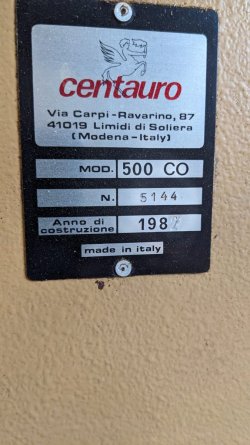 centauro
Via Carpi-Ravarino, 87
41019 Limidi di Soliera
(Modena-Italy)
MOD. 500 CO
N. 5144
Anno di costruzione 198
made in italy